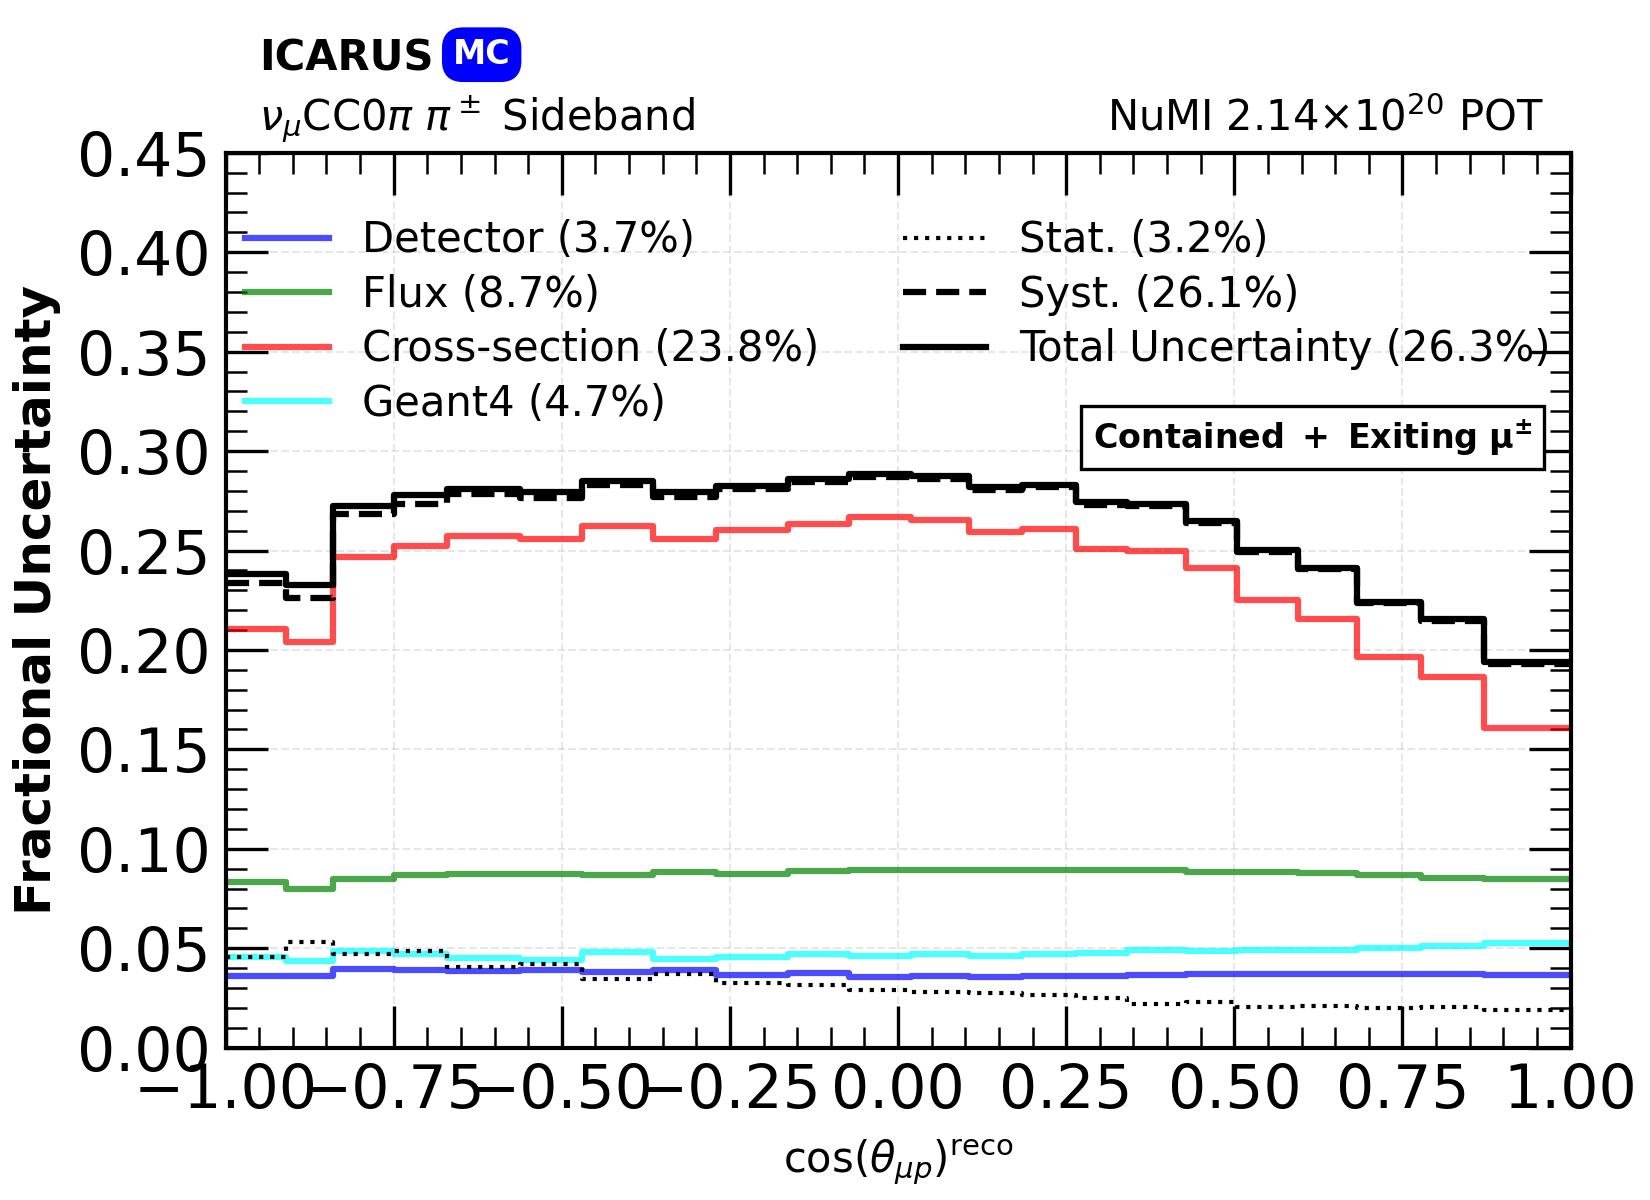 ICARUS MC
νμCC0π π± Sideband
NuMI 2.14×10²⁰ POT
Detector (3.7%)
Flux (8.7%)
Cross-section (23.8%)
Geant4 (4.7%)
Stat. (3.2%)
Syst. (26.1%)
Total Uncertainty (26.3%)
Contained + Exiting μ±
Fractional Uncertainty
0.45
0.40
0.35
0.30
0.25
0.20
0.15
0.10
0.05
0.00
−1.00 −0.75 −0.50 −0.25 0.00 0.25 0.50 0.75 1.00
cos(θμp)reco